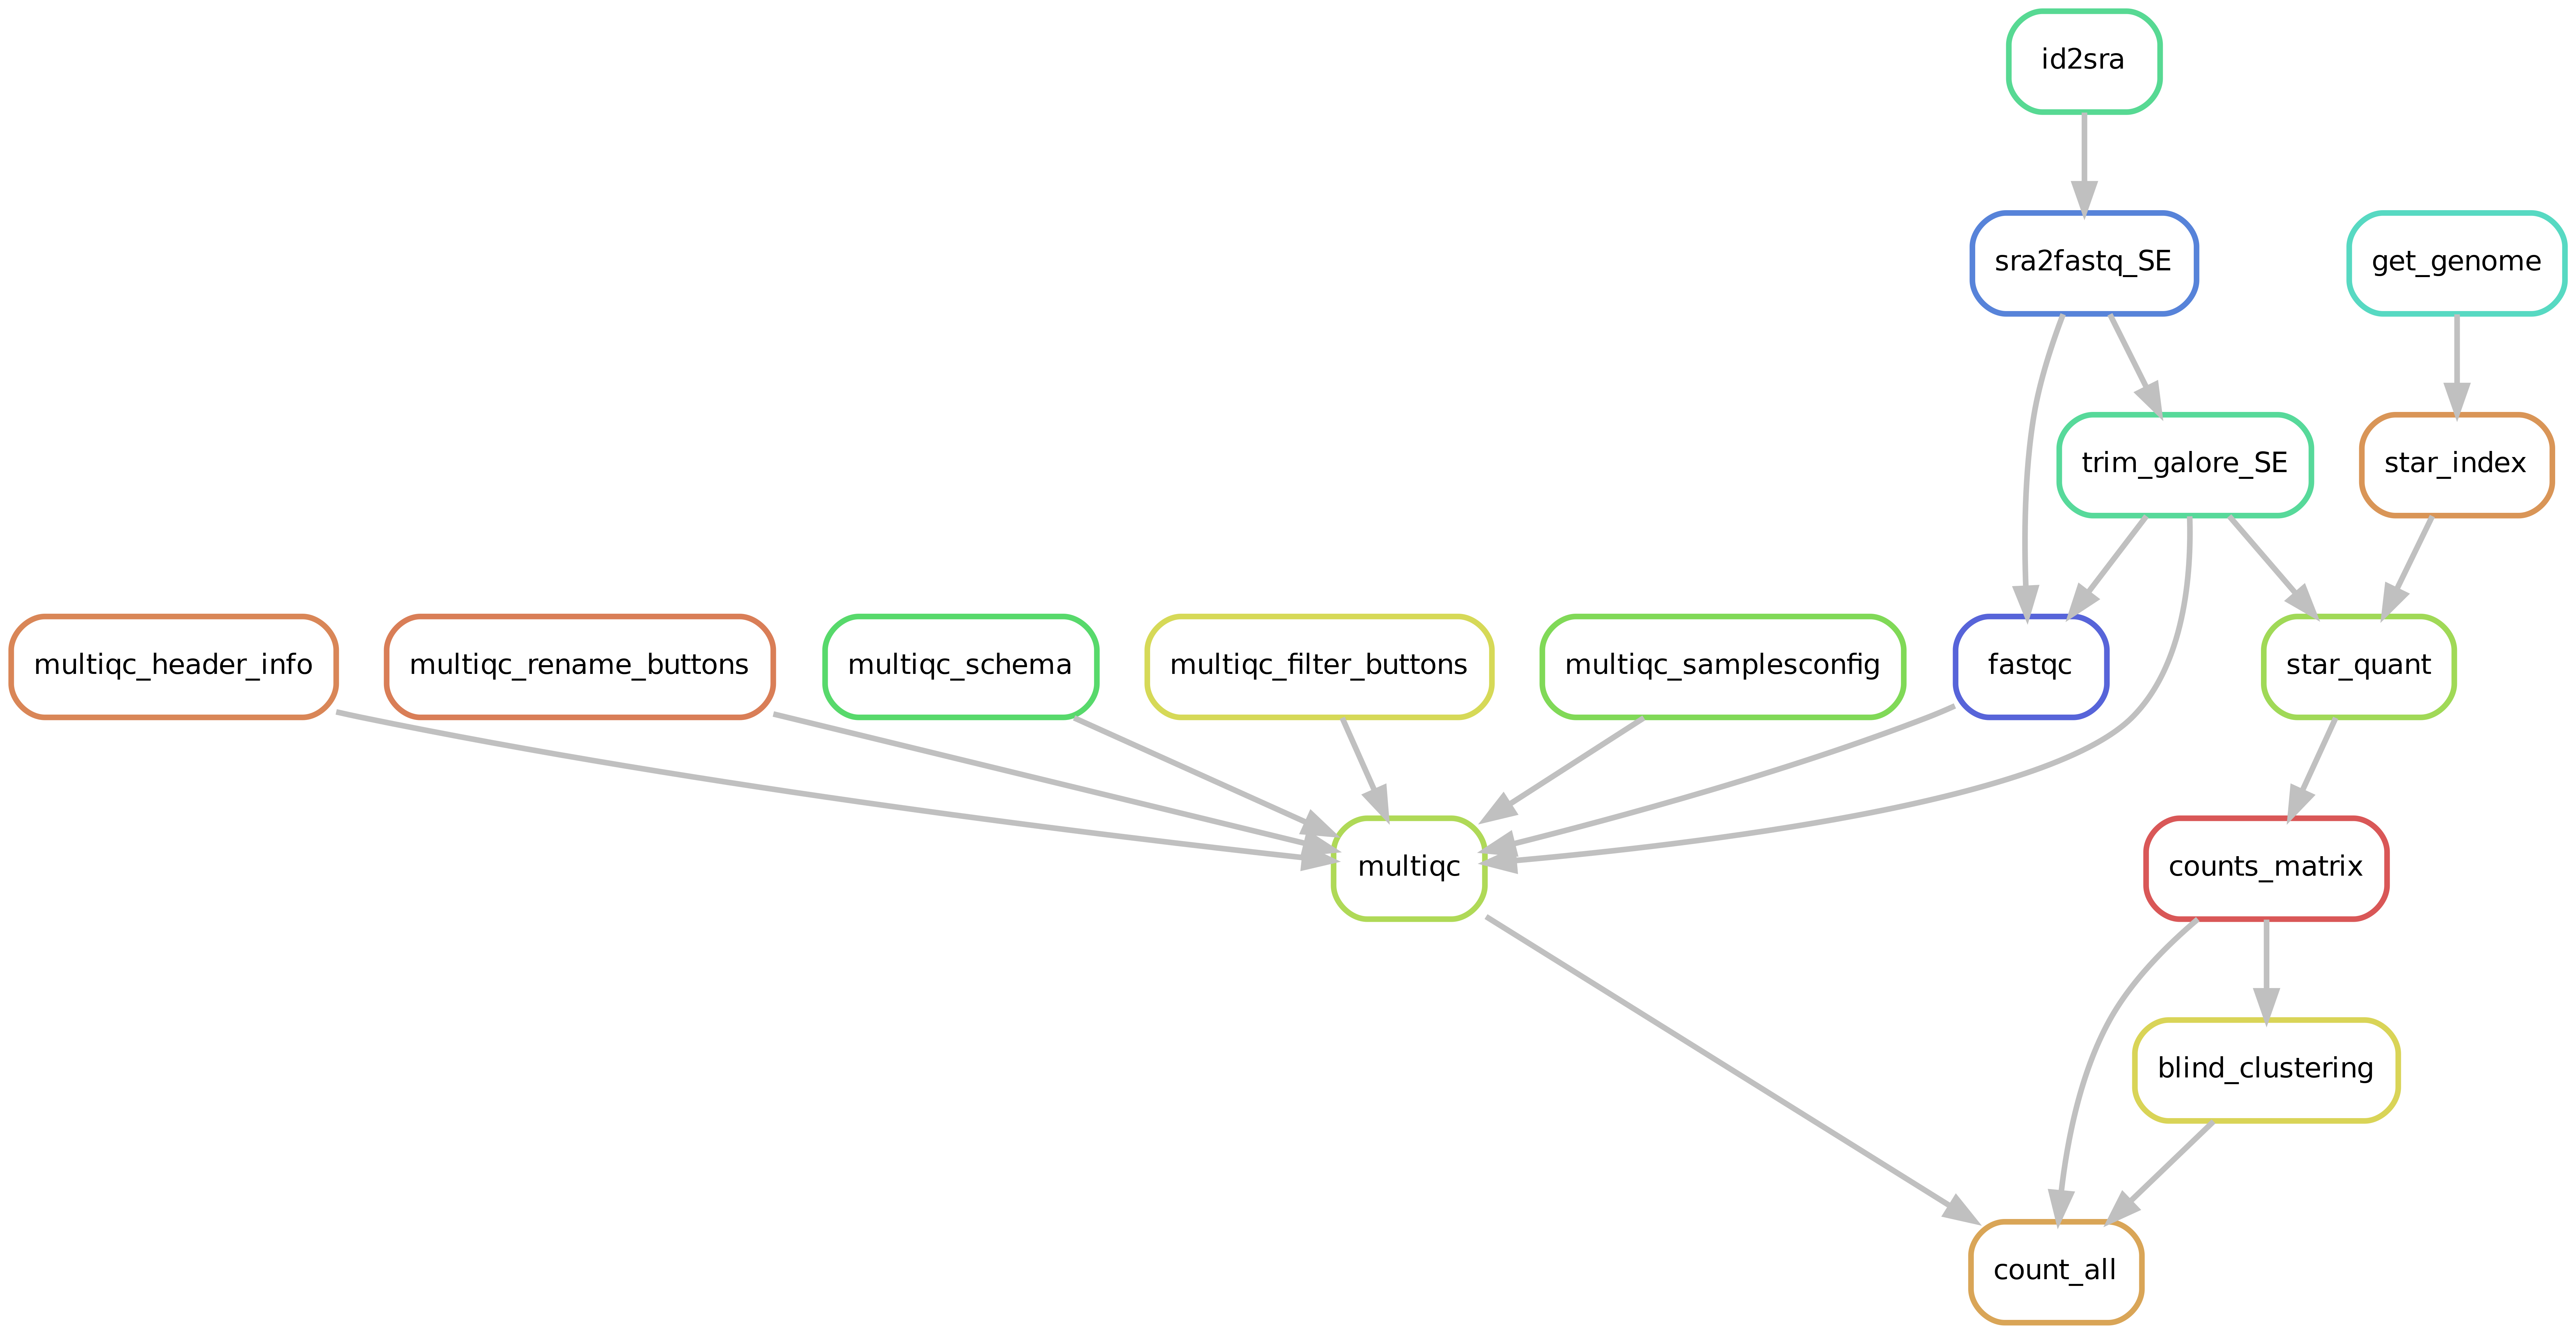 id2sra
sra2fastq_SE
get_genome
trim_galore_SE
star_index
multiqc_header_info
multiqc_rename_buttons
multiqc_schema
multiqc_filter_buttons
multiqc_samplesconfig
fastqc
star_quant
multiqc
counts_matrix
blind_clustering
count_all